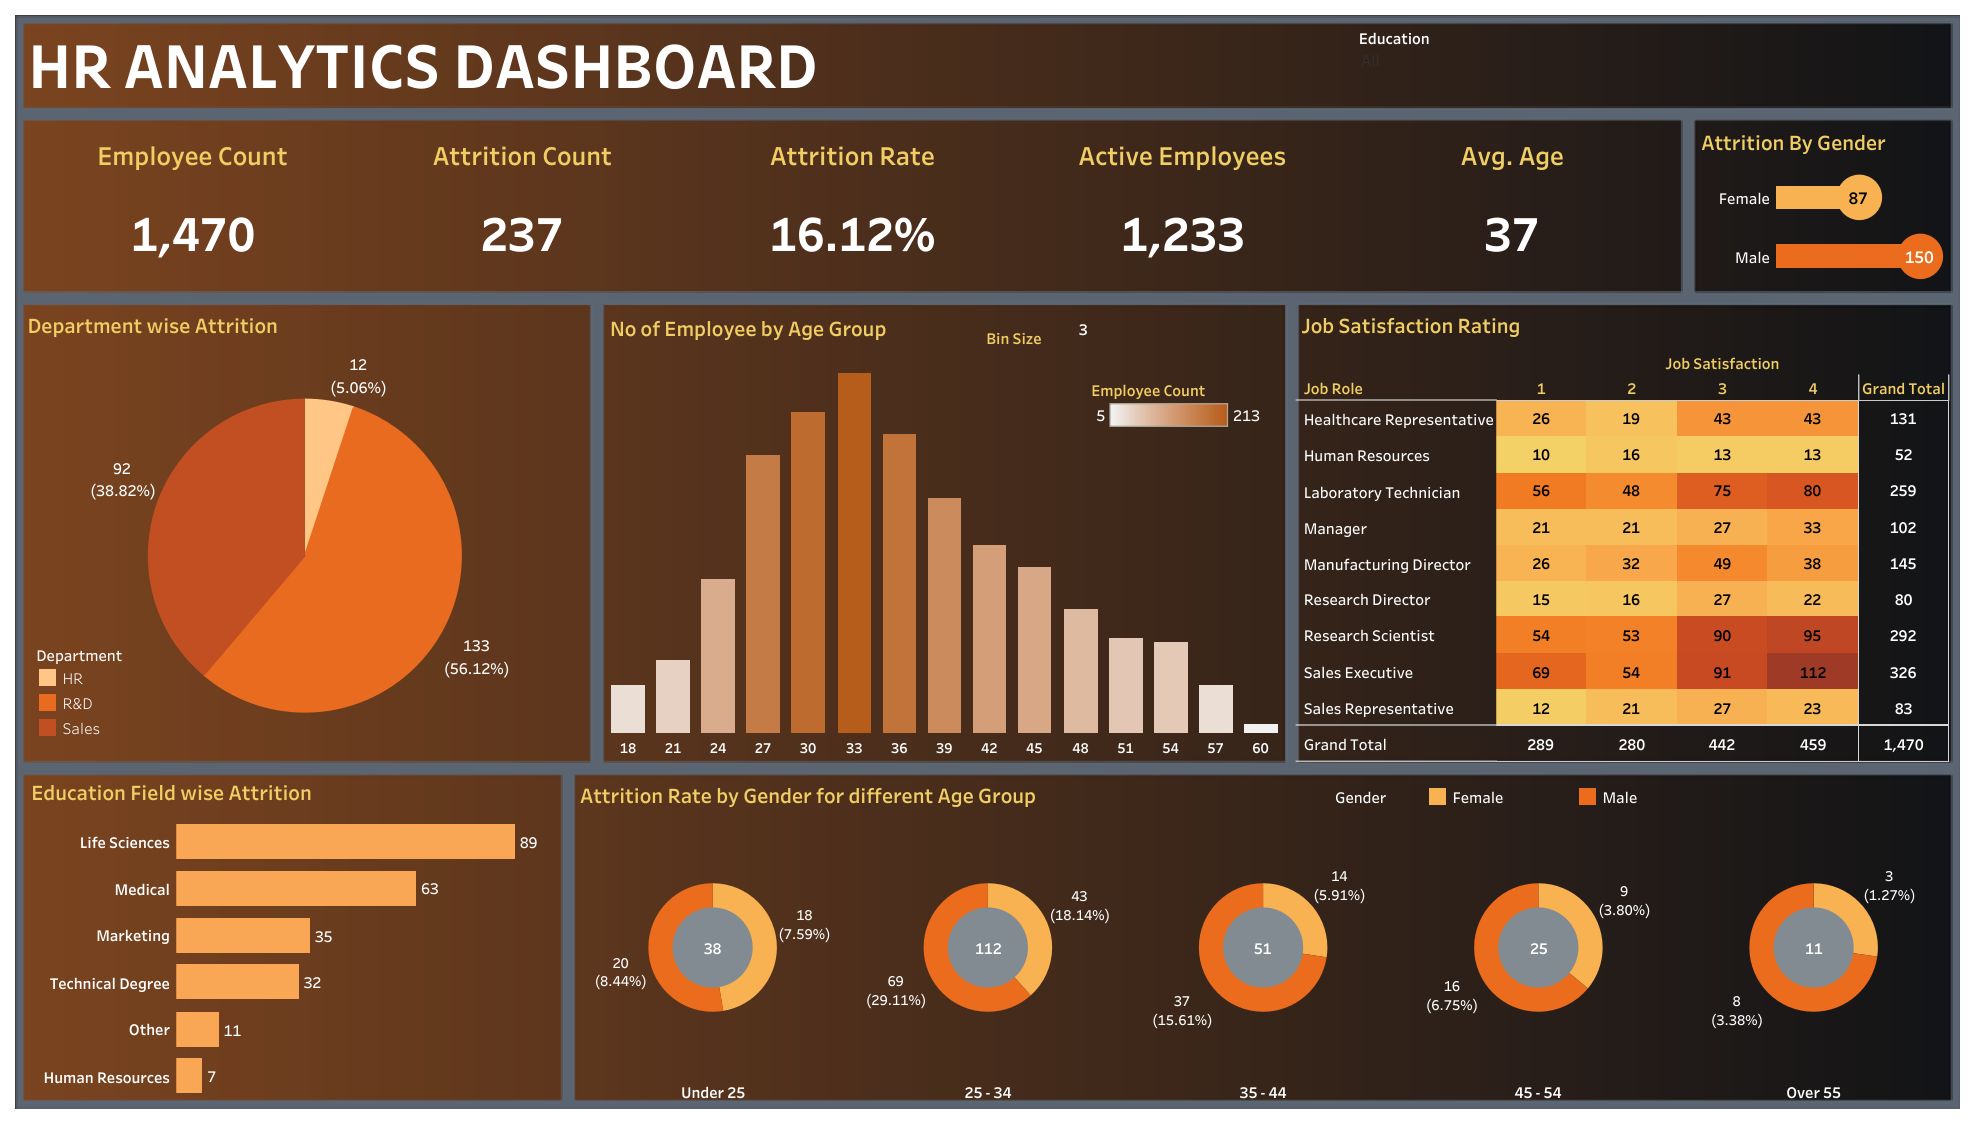 HR ANALYTICS DASHBOARD
Education
All
Employee Count
Attrition Count
Attrition Rate
Active Employees
Avg. Age
1,470
237
16.12%
1,233
37
Attrition By Gender
Female 87
Male 150
Department wise Attrition
12
(5.06%)
92
(38.82%)
133
(56.12%)
Department
HR
R&D
Sales
No of Employee by Age Group
Bin Size 3
Employee Count
5 213
18 21 24 27 30 33 36 39 42 45 48 51 54 57 60
Job Satisfaction Rating
Job Satisfaction
Job Role 1 2 3 4 Grand Total
Healthcare Representative 26 19 43 43 131
Human Resources 10 16 13 13 52
Laboratory Technician 56 48 75 80 259
Manager 21 21 27 33 102
Manufacturing Director 26 32 49 38 145
Research Director 15 16 27 22 80
Research Scientist 54 53 90 95 292
Sales Executive 69 54 91 112 326
Sales Representative 12 21 27 23 83
Grand Total 289 280 442 459 1,470
Education Field wise Attrition
Life Sciences 89
Medical 63
Marketing 35
Technical Degree 32
Other 11
Human Resources 7
Attrition Rate by Gender for different Age Group
Gender Female Male
18
(7.59%)
38
20
(8.44%)
Under 25
43
(18.14%)
112
69
(29.11%)
25 - 34
14
(5.91%)
51
37
(15.61%)
35 - 44
9
(3.80%)
25
16
(6.75%)
45 - 54
3
(1.27%)
11
8
(3.38%)
Over 55